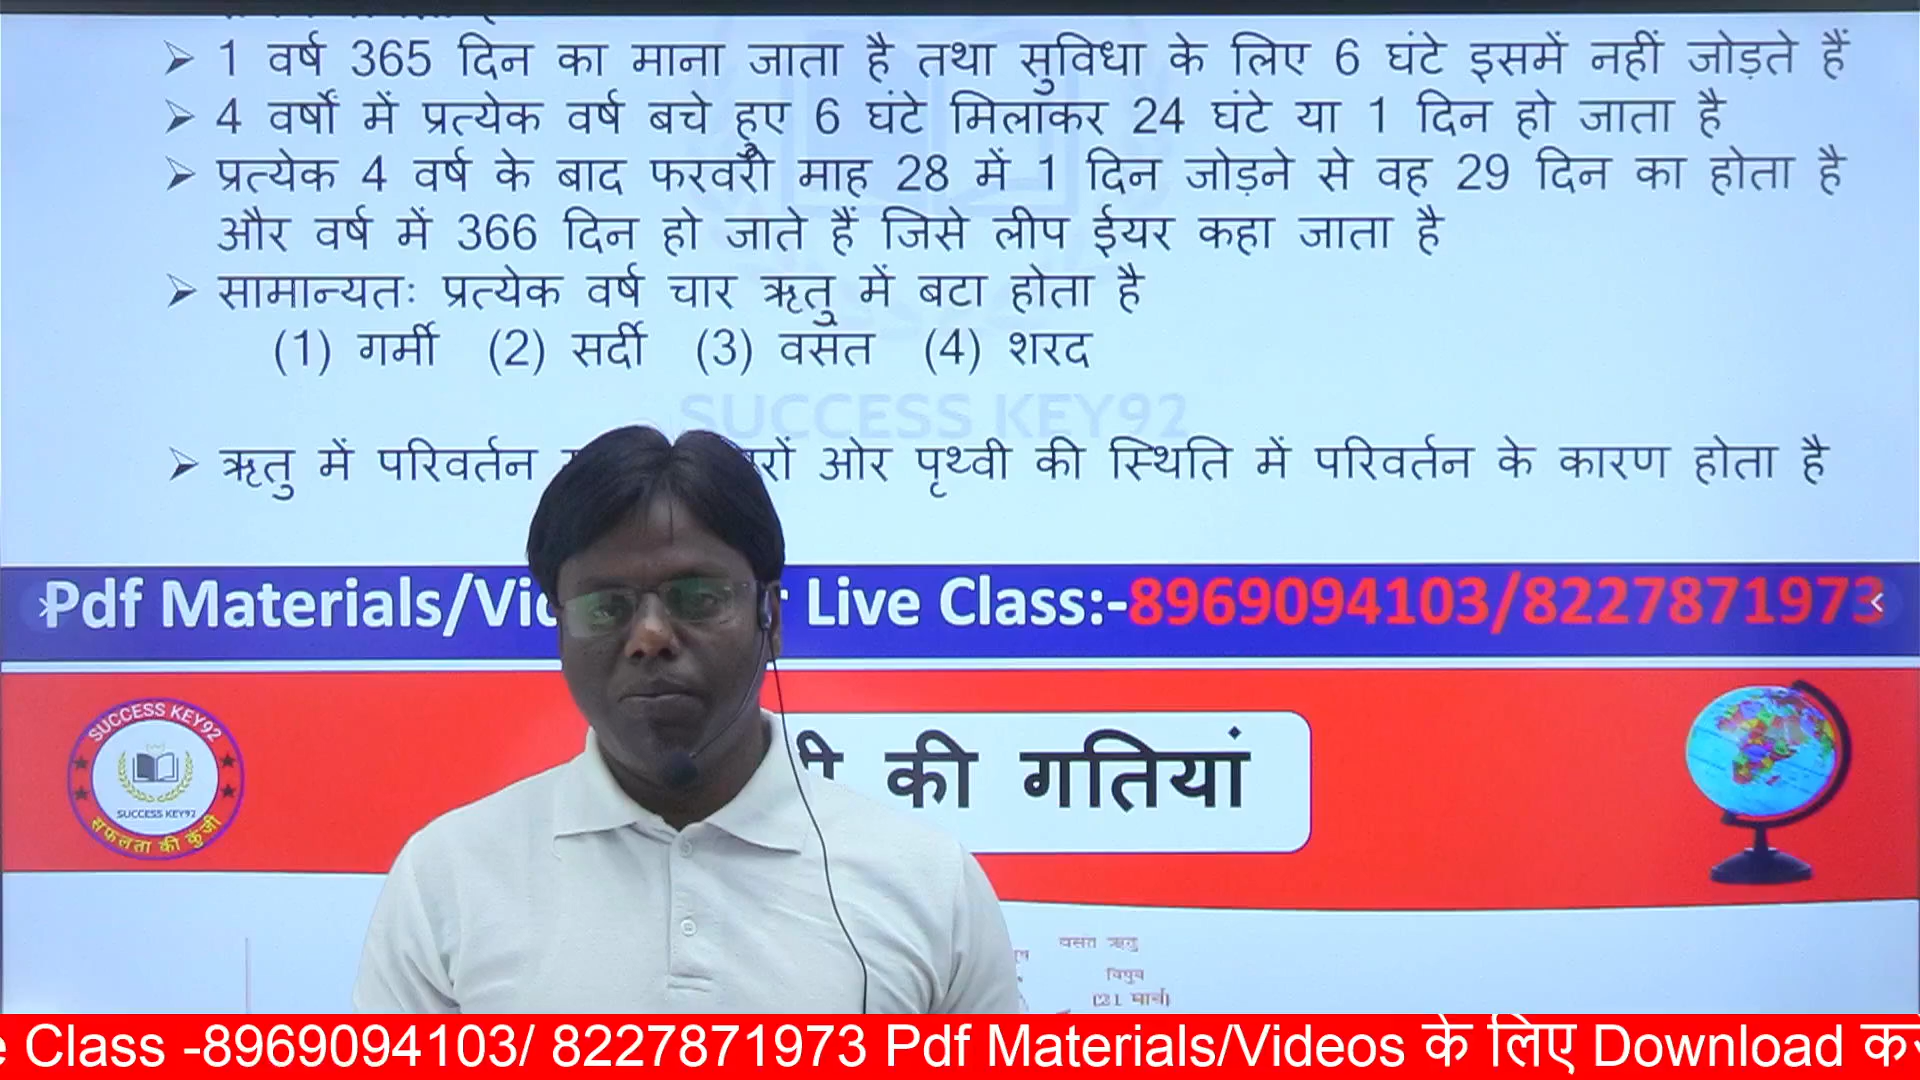 ➢ 1 वर्ष 365 दिन का माना जाता है तथा सुविधा के लिए 6 घंटे इसमें नहीं जोड़ते हैं
➢ 4 वर्षों में प्रत्येक वर्ष बचे हुए 6 घंटे मिलाकर 24 घंटे या 1 दिन हो जाता है
➢ प्रत्येक 4 वर्ष के बाद फरवरी माह 28 में 1 दिन जोड़ने से वह 29 दिन का होता है
और वर्ष में 366 दिन हो जाते हैं जिसे लीप ईयर कहा जाता है
➢ सामान्यतः प्रत्येक वर्ष चार ऋतु में बटा होता है
(1) गर्मी (2) सर्दी (3) वसंत (4) शरद
SUCCESS KEY92
➢ ऋतु में परिवर्तन ओर पृथ्वी की स्थिति में परिवर्तन के कारण होता है
Pdf Materials/ Live Class:-8969094103/8227871973
SUCCESS KEY92
SUCCESS KEY92
सफलता की कुंजी
की गतियां
वसंत ऋतु
विषुव
(21 मार्च)
Class -8969094103/ 8227871973 Pdf Materials/Videos के लिए Download